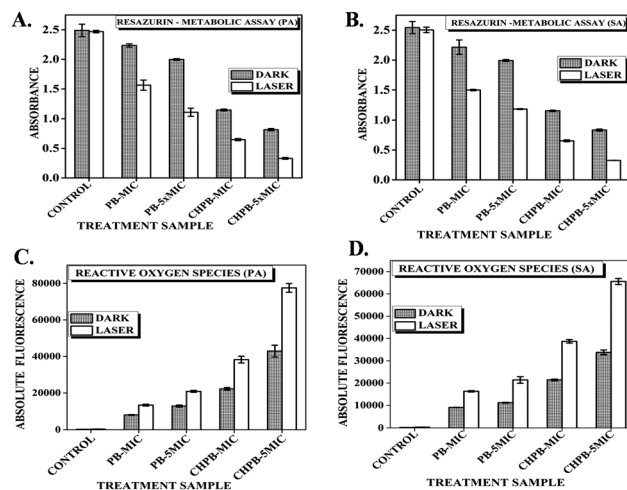 A.
RESAZURIN - METABOLIC ASSAY (PA)
DARK
LASER
ABSORBANCE
2.5
2.0
1.5
1.0
0.5
0.0
CONTROL
PB-MIC
PB-5xMIC
CHPB-MIC
CHPB-5xMIC
TREATMENT SAMPLE
B.
RESAZURIN -METABOLIC ASSAY (SA)
DARK
LASER
ABSORBANCE
2.5
2.0
1.5
1.0
0.5
0.0
CONTROL
PB-MIC
PB-5xMIC
CHPB-MIC
CHPB-5xMIC
TREATMENT SAMPLE
C.
REACTIVE OXYGEN SPECIES (PA)
DARK
LASER
ABSOLUTE FLUORESCENCE
80000
60000
40000
20000
0
CONTROL
PB-MIC
PB-5MIC
CHPB-MIC
CHPB-5MIC
TREATMENT SAMPLE
D.
REACTIVE OXYGEN SPECIES (SA)
DARK
LASER
ABSOLUTE FLUORESCENCE
70000
60000
50000
40000
30000
20000
10000
0
CONTROL
PB-MIC
PB-5MIC
CHPB-MIC
CHPB-5MIC
TREATMENT SAMPLE